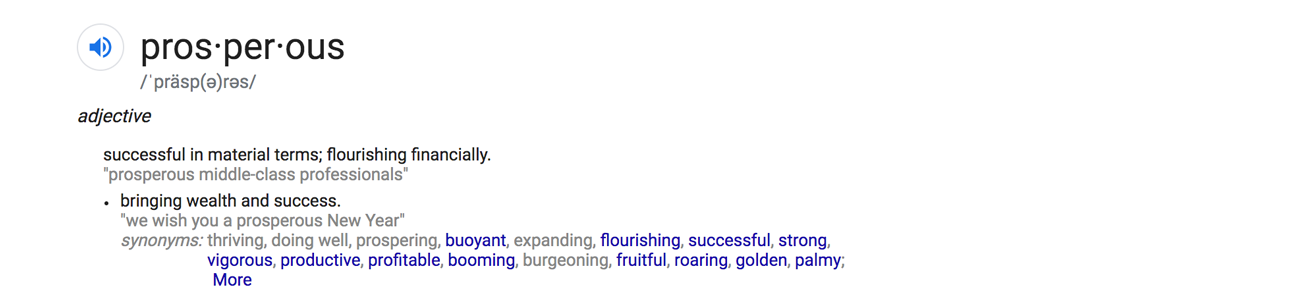 pros·per·ous
/ˈpräsp(ə)rəs/
adjective
successful in material terms; flourishing financially.
"prosperous middle-class professionals"
• bringing wealth and success.
"we wish you a prosperous New Year"
synonyms: thriving, doing well, prospering, buoyant, expanding, flourishing, successful, strong,
vigorous, productive, profitable, booming, burgeoning, fruitful, roaring, golden, palmy;
More